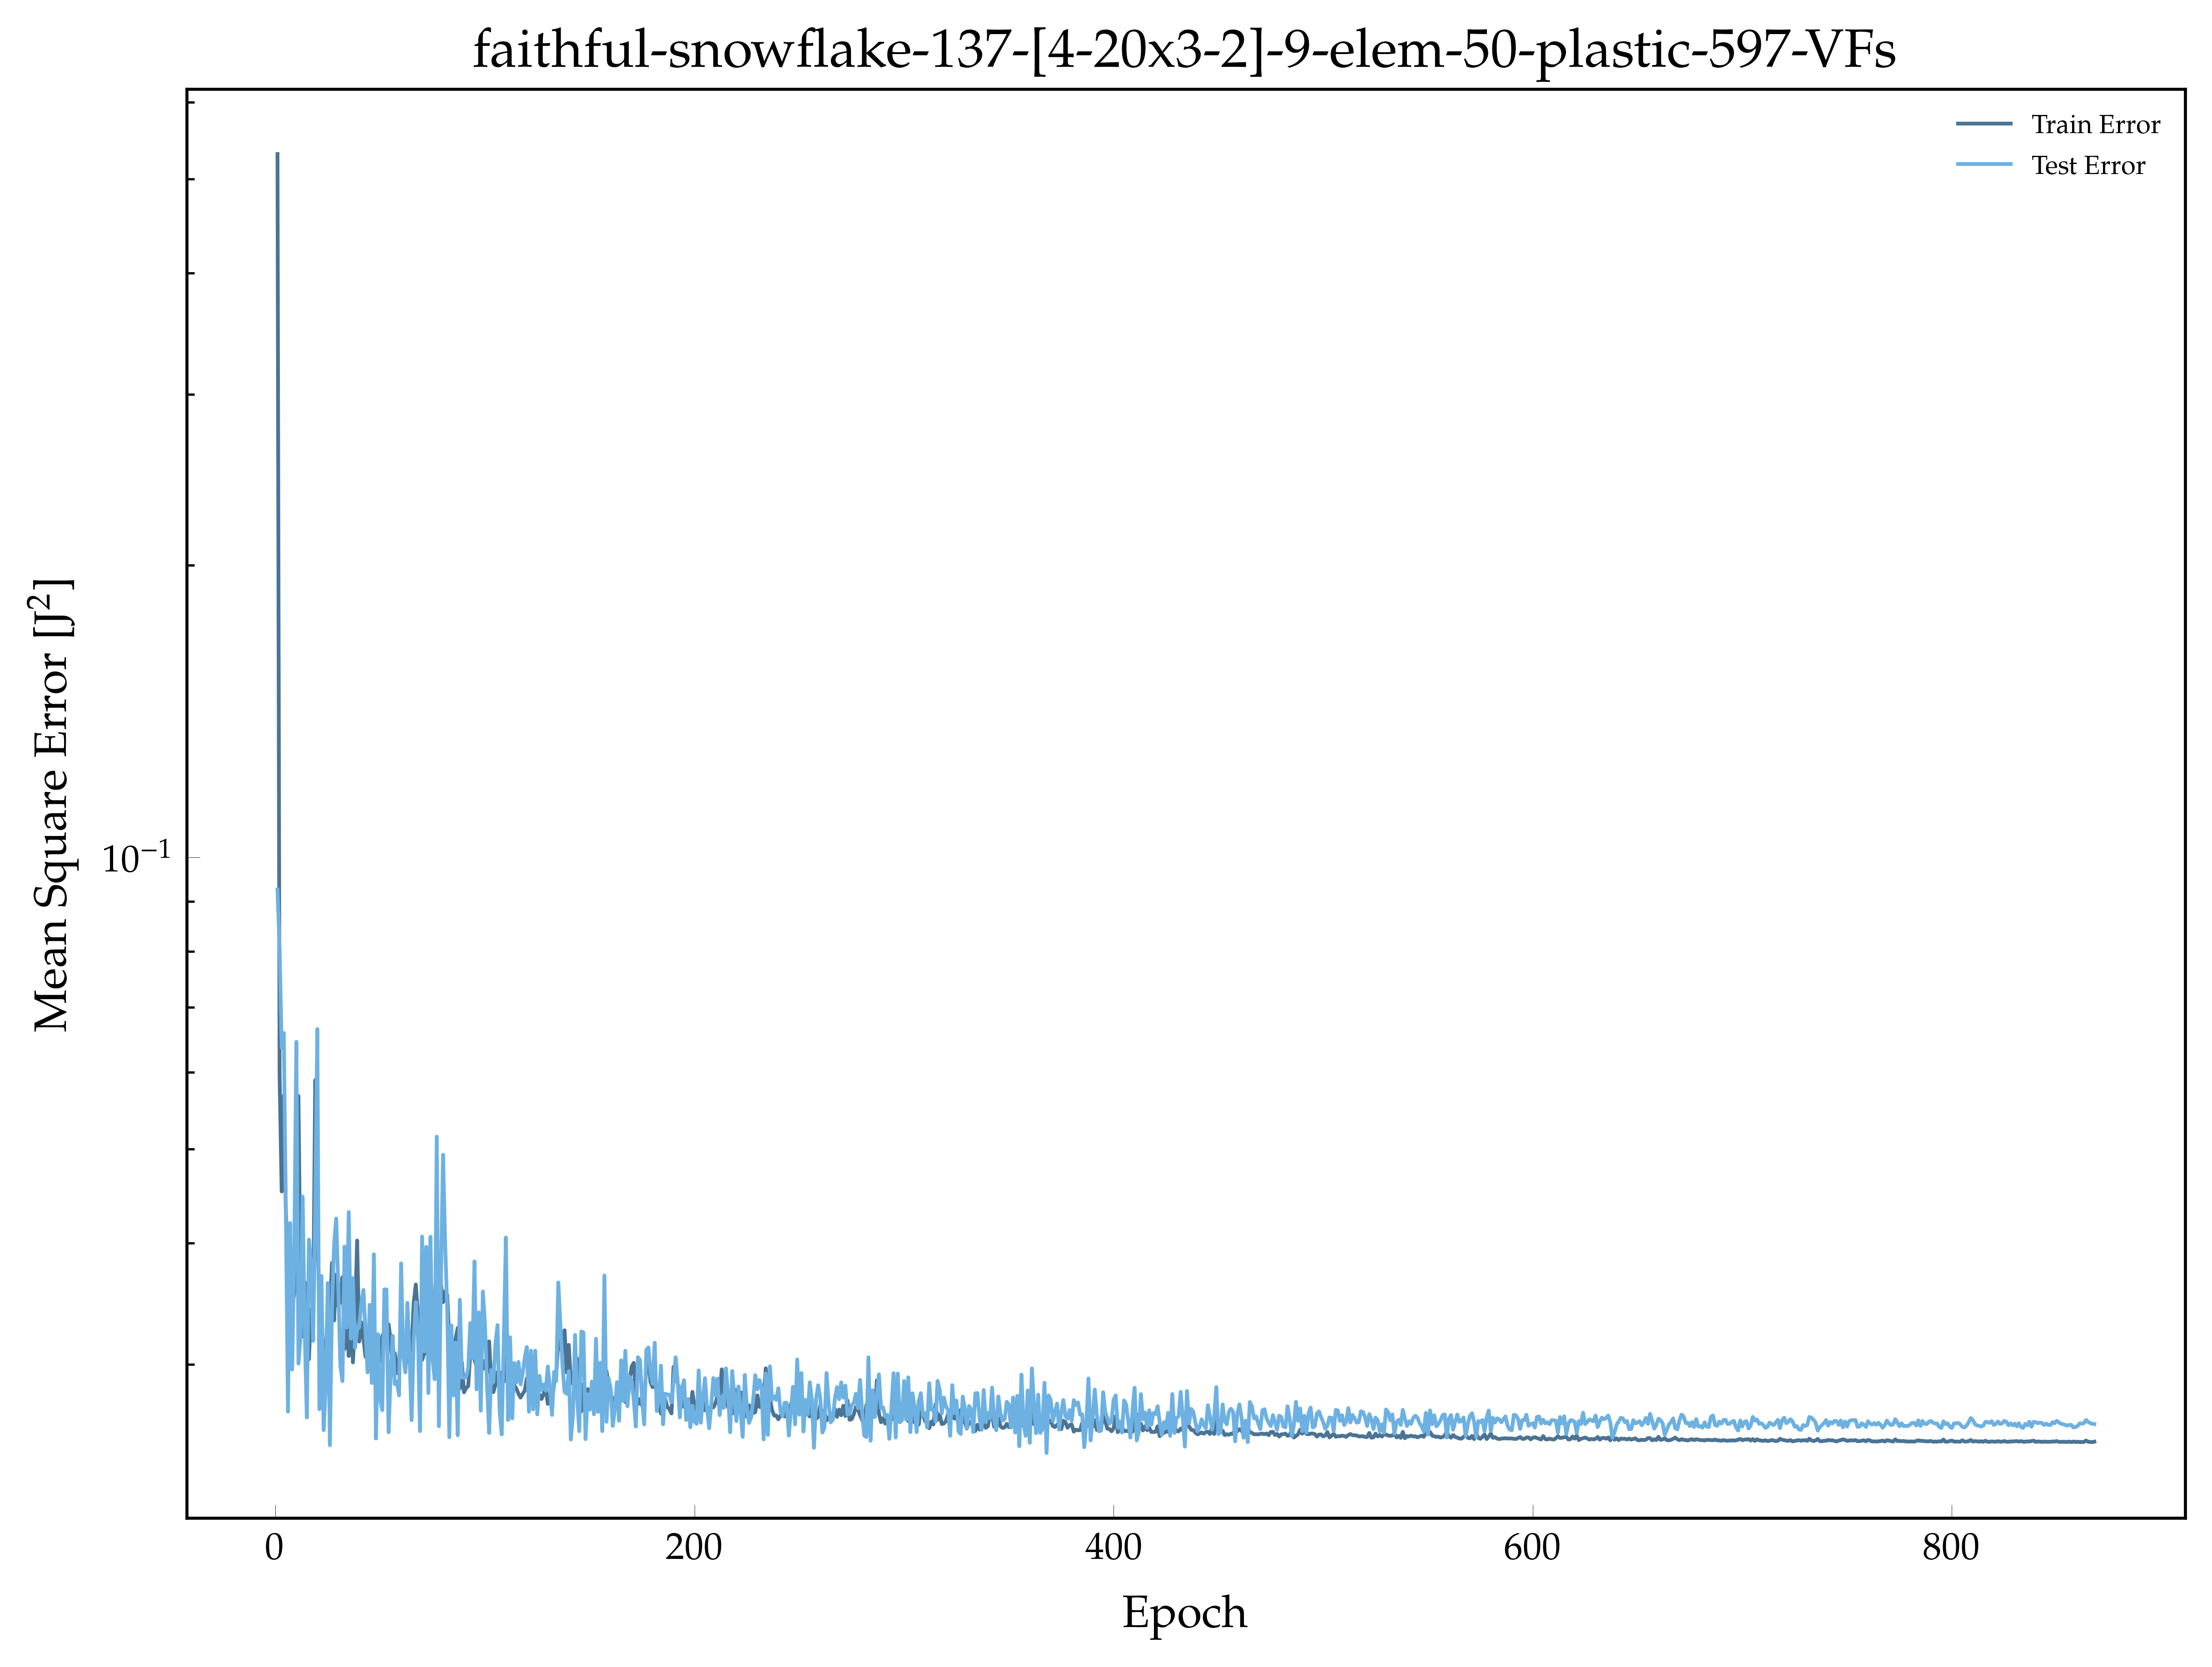 faithful-snowflake-137-[4-20x3-2]-9-elem-50-plastic-597-VFs
Train Error
Test Error
Mean Square Error [J²]
10⁻¹
0 200 400 600 800
Epoch